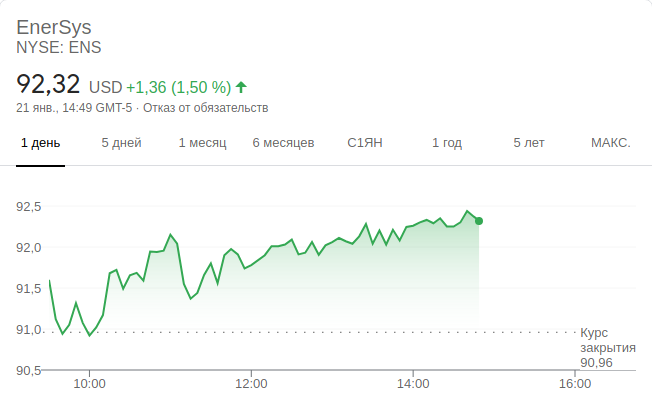 EnerSys
NYSE: ENS
92,32 USD +1,36 (1,50 %)
21 янв., 14:49 GMT-5 · Отказ от обязательств
1 день 5 дней 1 месяц 6 месяцев С1ЯН 1 год 5 лет МАКС.
92,5
92,0
91,5
91,0
Курс
закрытия
90,96
90,5
10:00 12:00 14:00 16:00